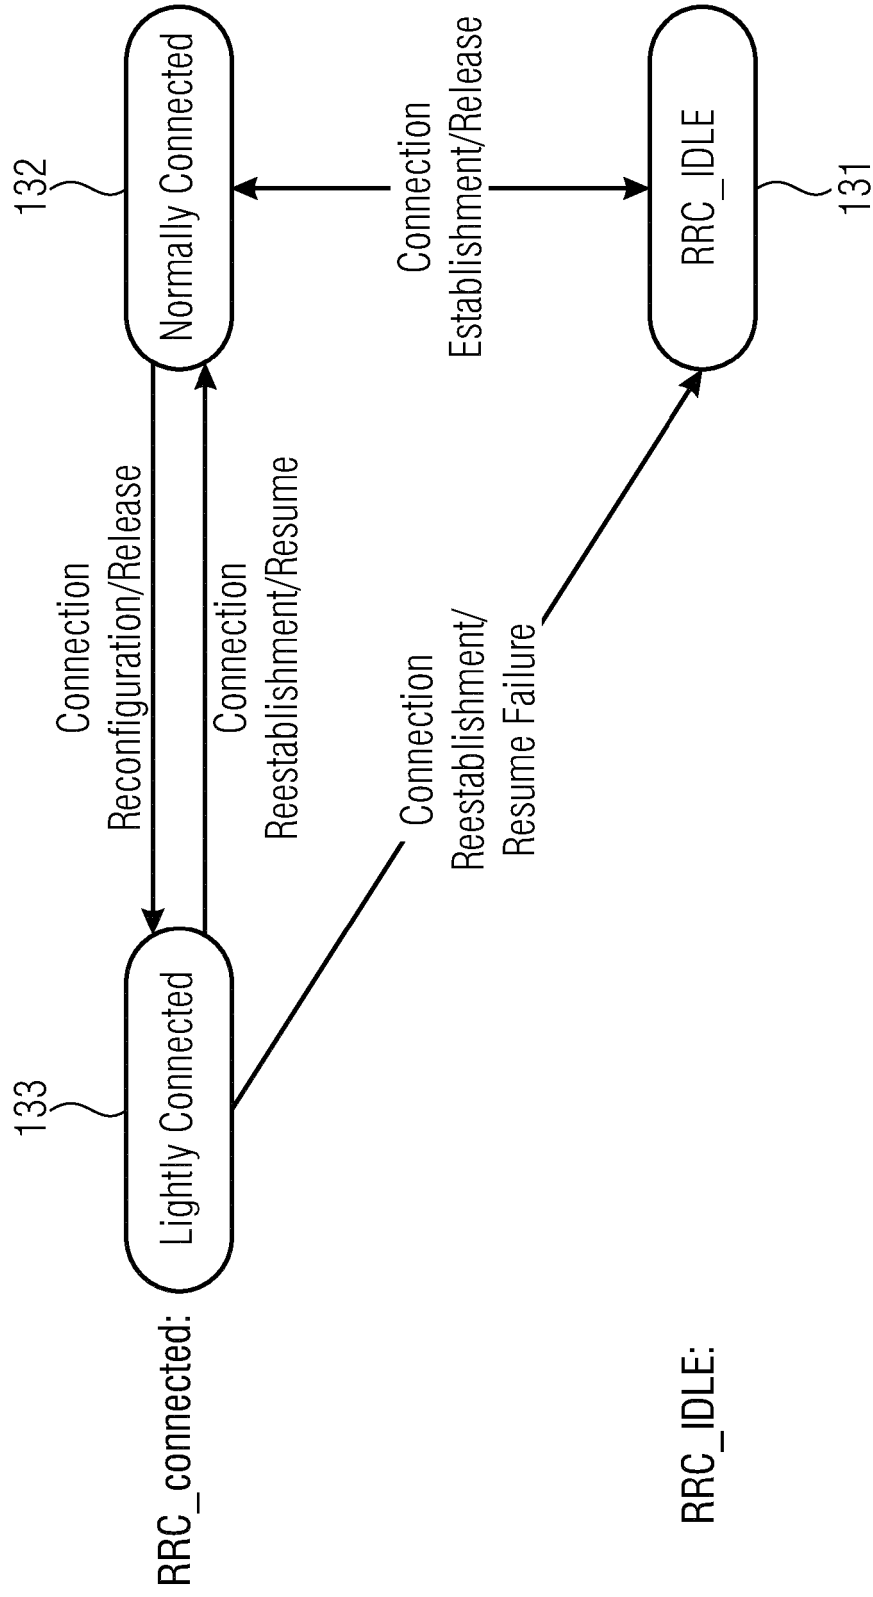 133
132
RRC_connected:
Lightly Connected
Connection
Reconfiguration/Release
Connection
Reestablishment/Resume
Normally Connected
Connection
Reestablishment/
Resume Failure
Connection
Establishment/Release
RRC_IDLE:
RRC_IDLE
131